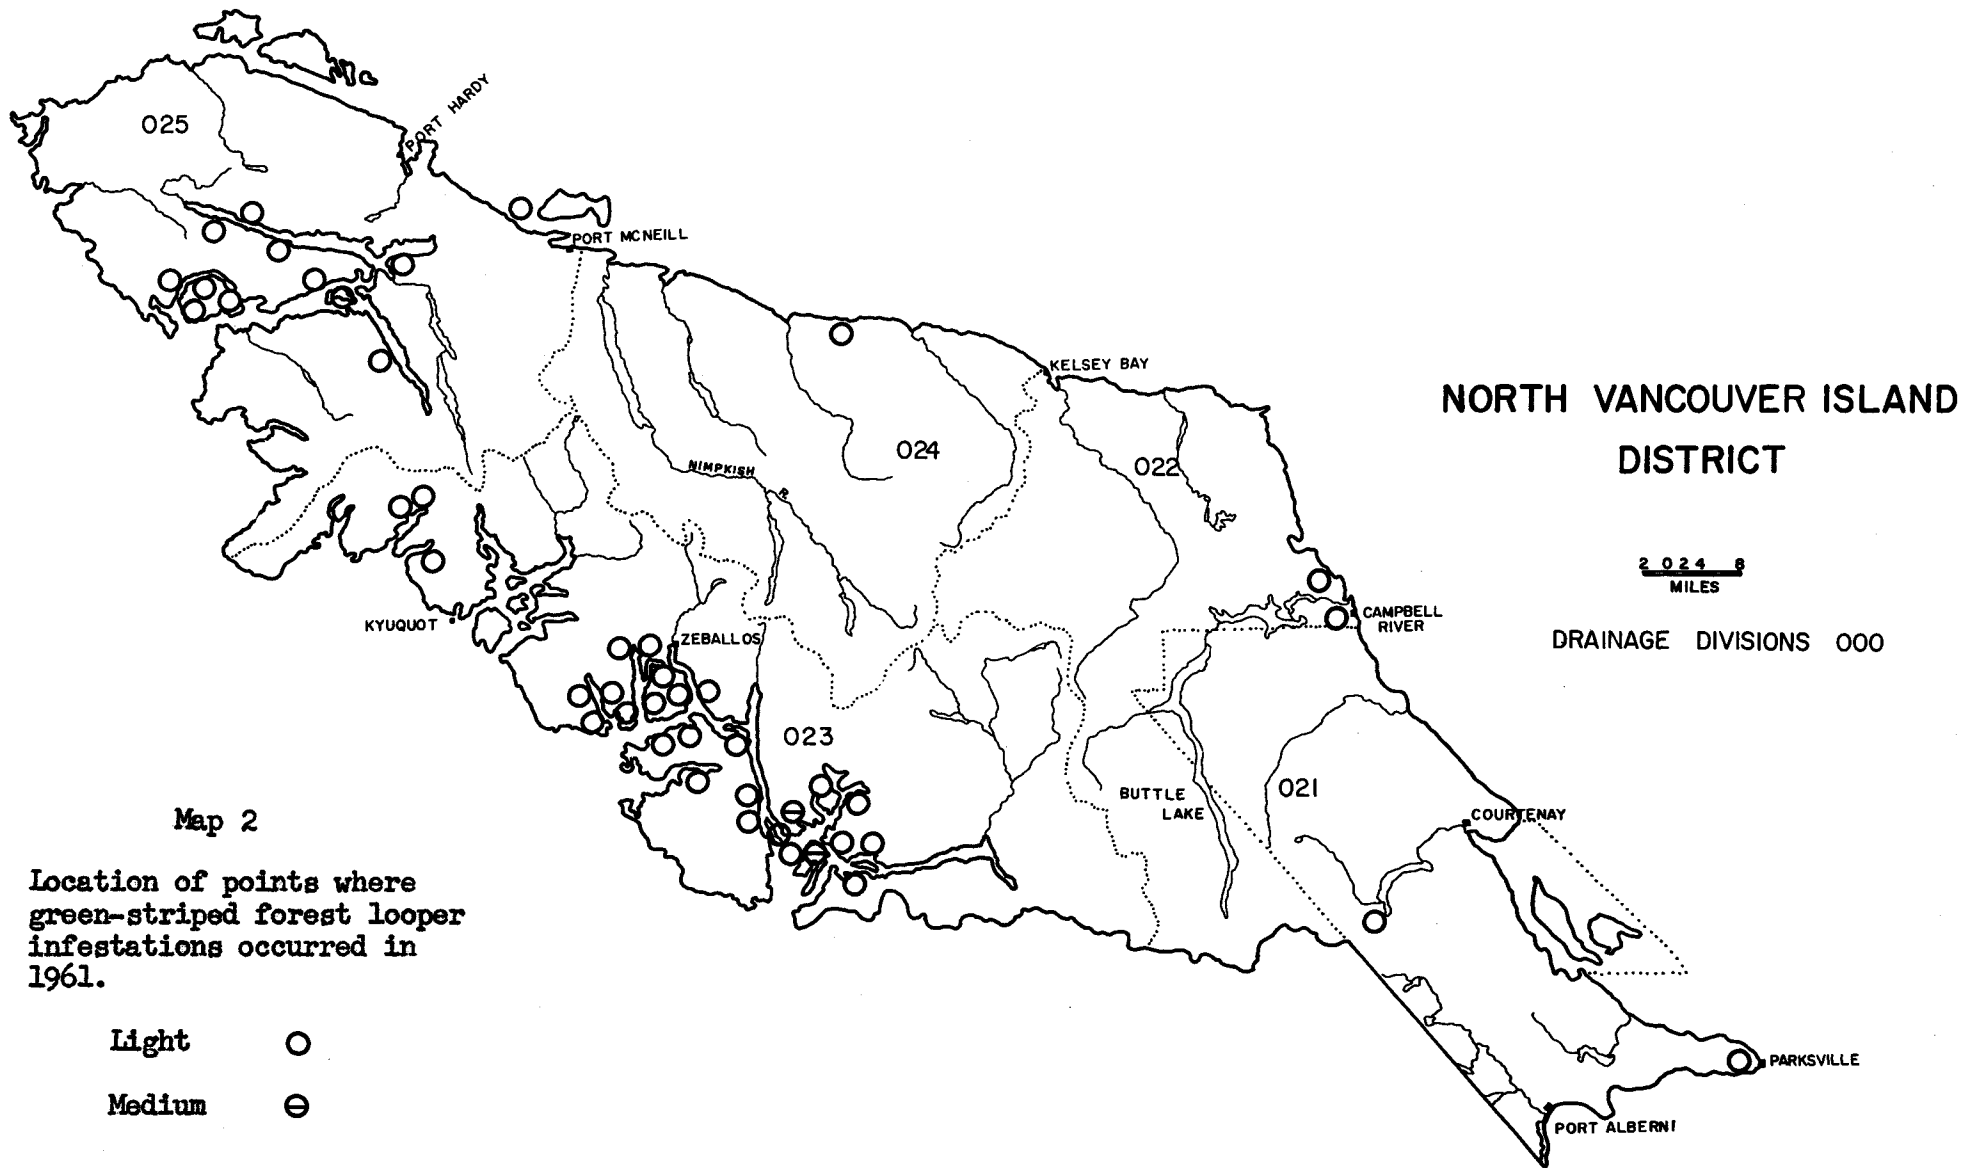 025
PORT HARDY
PORT MCNEILL
KELSEY BAY
NORTH VANCOUVER ISLAND
DISTRICT
024
022
NIMPKISH
R.
2 0 2 4 8
MILES
CAMPBELL
RIVER
KYUQUOT
ZEBALLOS
DRAINAGE DIVISIONS 000
023
021
BUTTLE
LAKE
COURTENAY
Map 2
Location of points where
green-striped forest looper
infestations occurred in
1961.
Light
Medium
PARKSVILLE
PORT ALBERNI